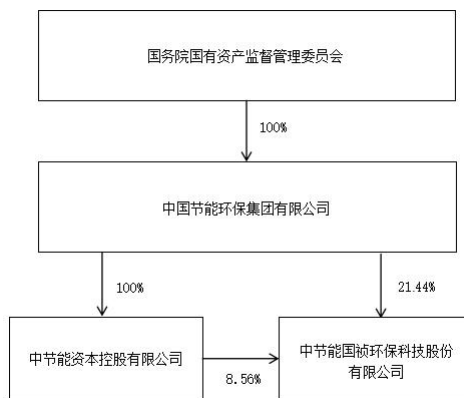 国务院国有资产监督管理委员会
100%
中国节能环保集团有限公司
100%
21.44%
中节能资本控股有限公司
8.56%
中节能国祯环保科技股份
有限公司